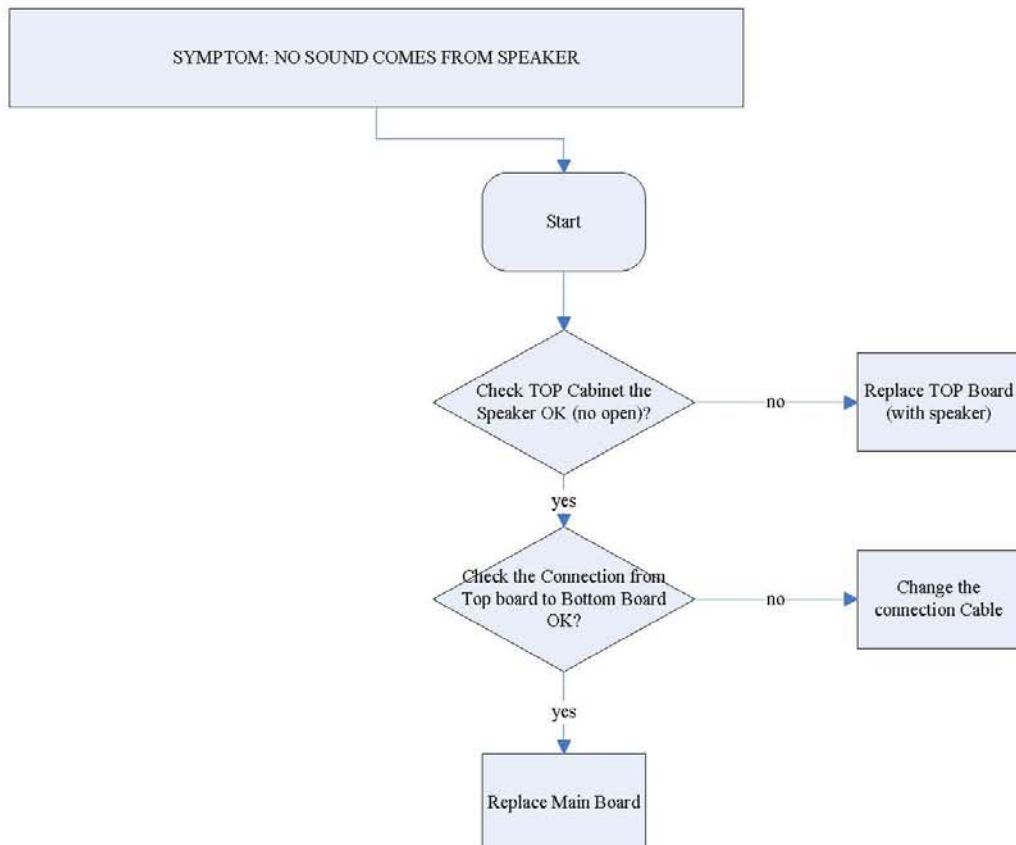 SYMPTOM: NO SOUND COMES FROM SPEAKER
Start
Check TOP Cabinet the
Speaker OK (no open)?
no
Replace TOP Board
(with speaker)
yes
Check the Connection from
Top board to Bottom Board
OK?
no
Change the
connection Cable
yes
Replace Main Board